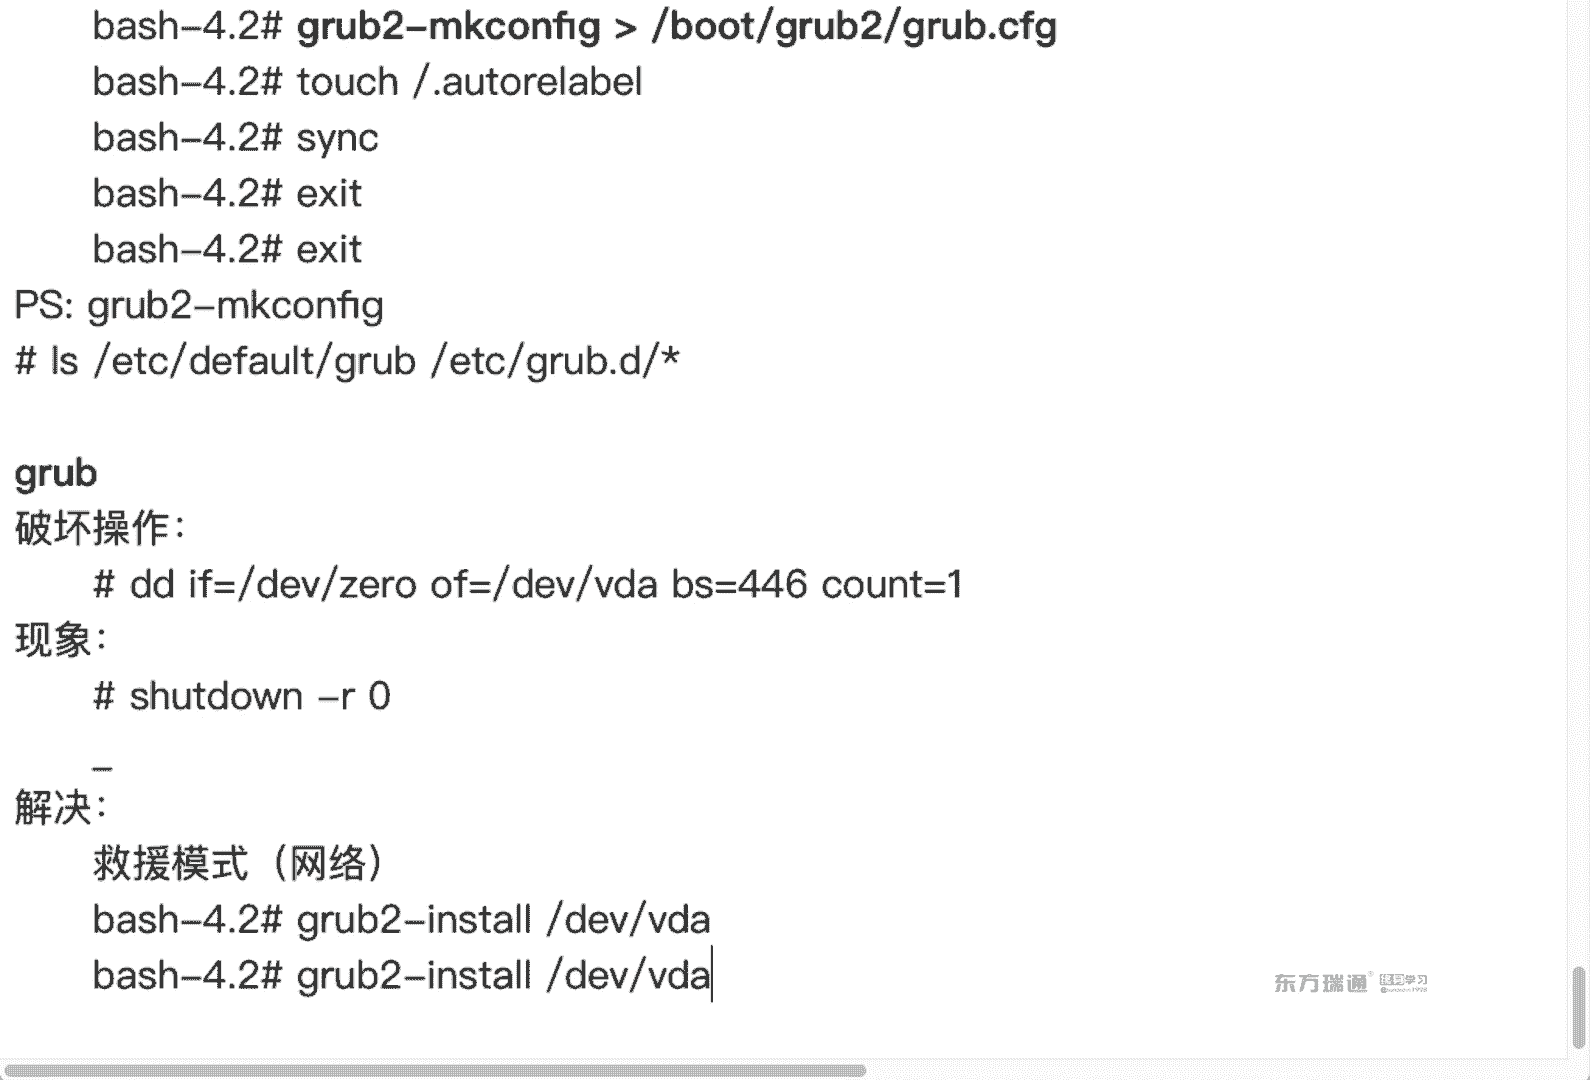 bash-4.2# grub2-mkconfig > /boot/grub2/grub.cfg
bash-4.2# touch /.autorelabel
bash-4.2# sync
bash-4.2# exit
bash-4.2# exit
PS: grub2-mkconfig
# ls /etc/default/grub /etc/grub.d/*
grub
破坏操作：
# dd if=/dev/zero of=/dev/vda bs=446 count=1
现象：
# shutdown -r 0
_
解决：
救援模式（网络）
bash-4.2# grub2-install /dev/vda
bash-4.2# grub2-install /dev/vda
东方瑞通® 学习